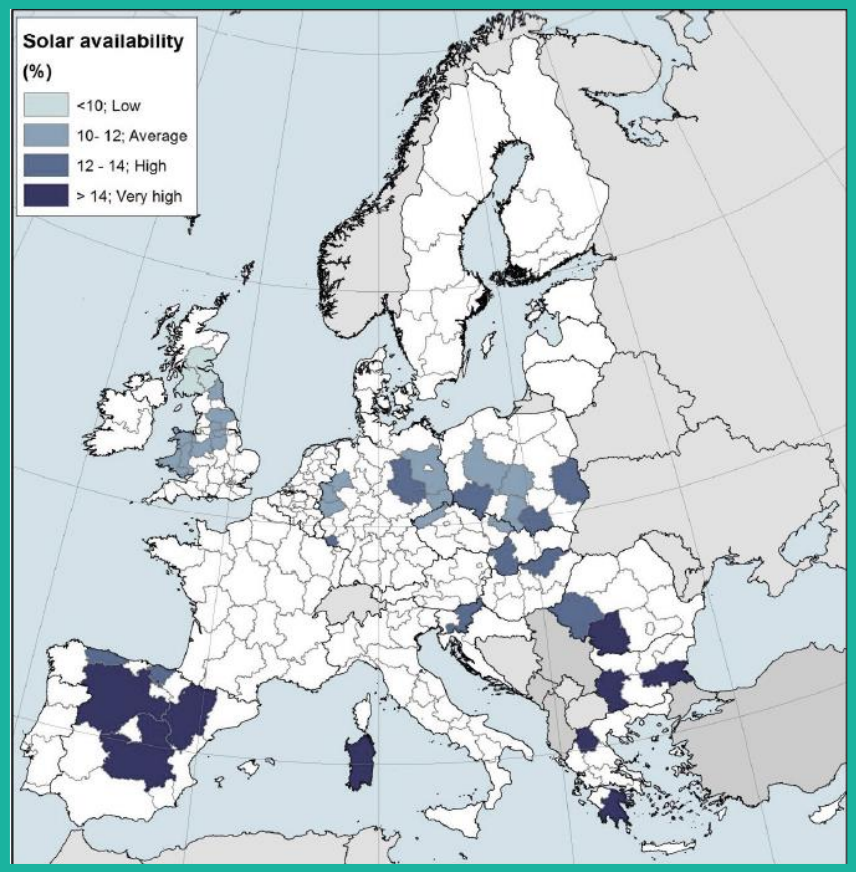 Solar availability
(%)
<10; Low
10- 12; Average
12 - 14; High
> 14; Very high